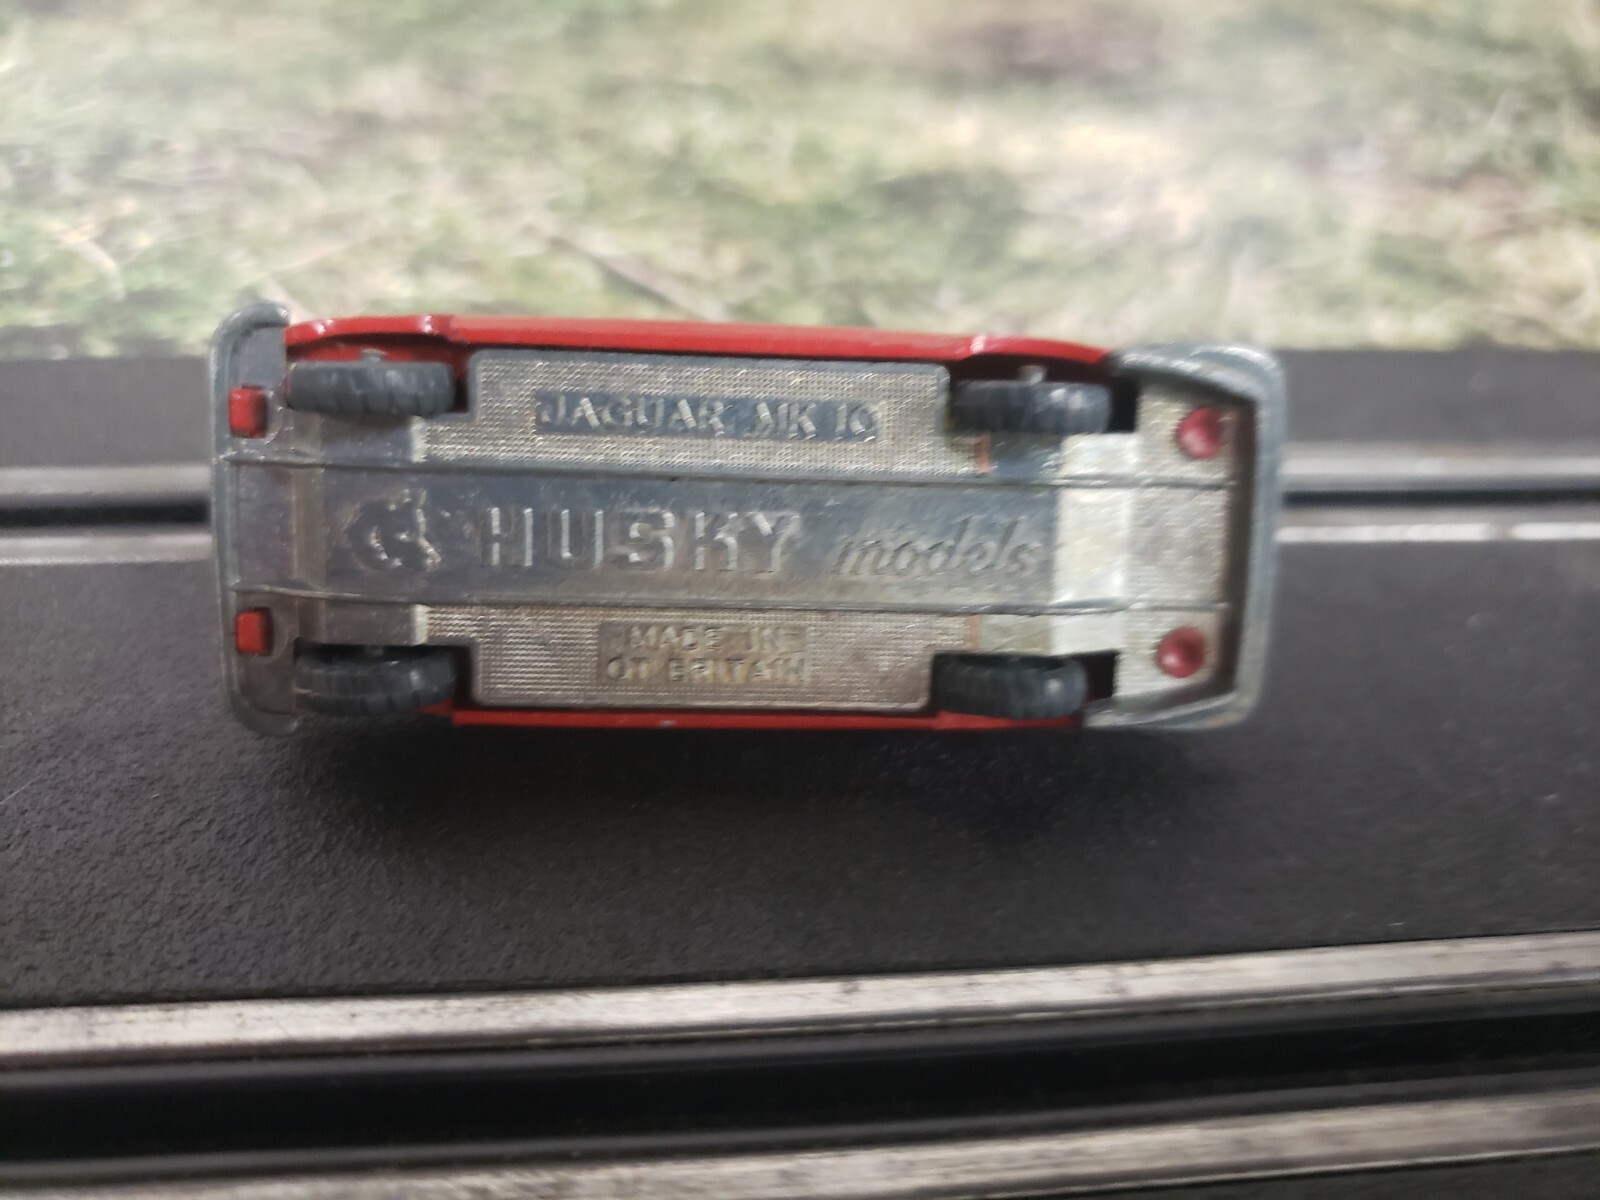 JAGUAR MK 10
HUSKY models
MADE IN
GT BRITAIN